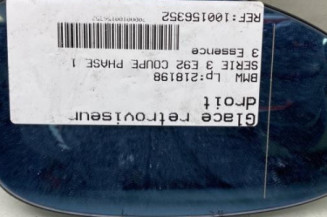 Glace retroviseur
droit
BMW Lp:218198
SERIE 3 E92 COUPE PHASE 1
3 Essence
REF:100156352